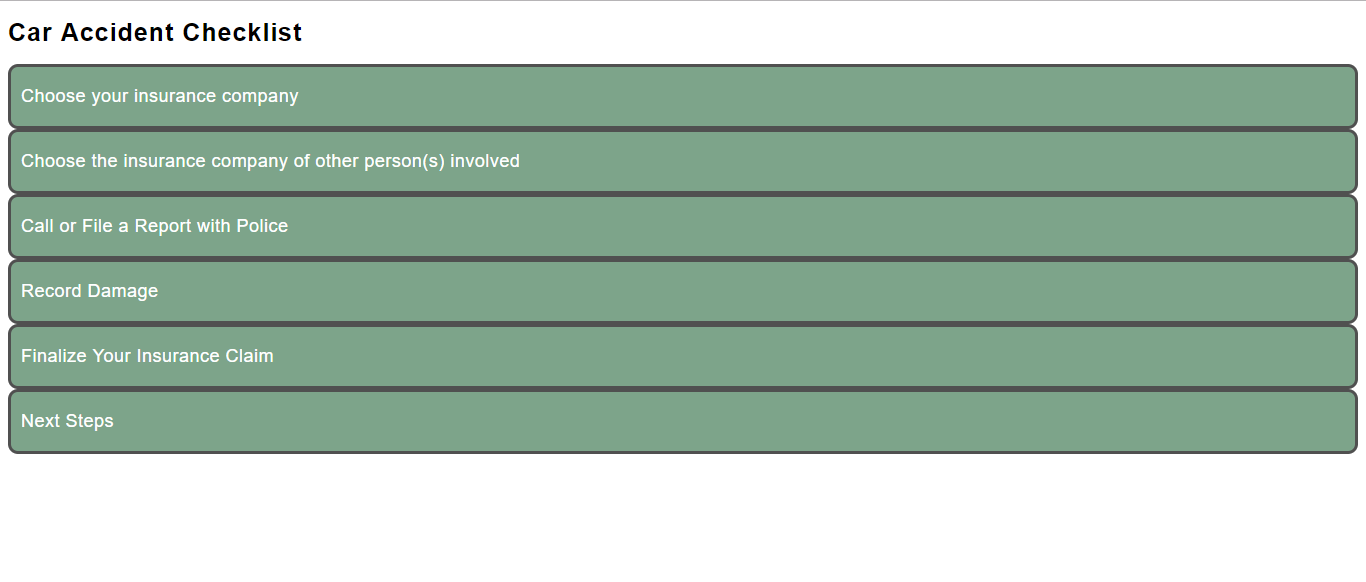 Car Accident Checklist
Choose your insurance company
Choose the insurance company of other person(s) involved
Call or File a Report with Police
Record Damage
Finalize Your Insurance Claim
Next Steps